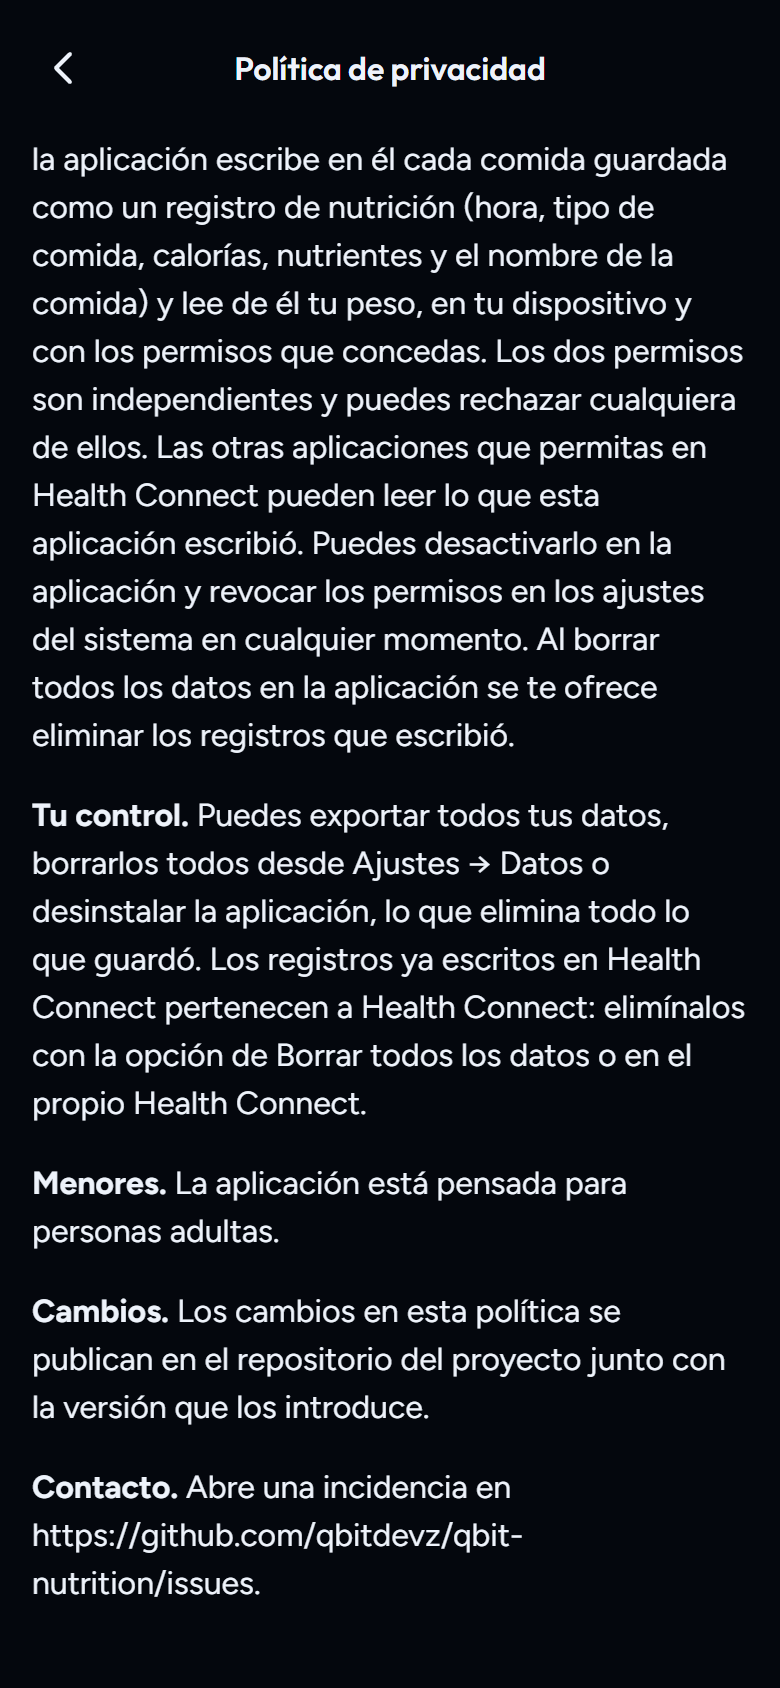 Política de privacidad
la aplicación escribe en él cada comida guardada
como un registro de nutrición (hora, tipo de
comida, calorías, nutrientes y el nombre de la
comida) y lee de él tu peso, en tu dispositivo y
con los permisos que concedas. Los dos permisos
son independientes y puedes rechazar cualquiera
de ellos. Las otras aplicaciones que permitas en
Health Connect pueden leer lo que esta
aplicación escribió. Puedes desactivarlo en la
aplicación y revocar los permisos en los ajustes
del sistema en cualquier momento. Al borrar
todos los datos en la aplicación se te ofrece
eliminar los registros que escribió.
Tu control. Puedes exportar todos tus datos,
borrarlos todos desde Ajustes → Datos o
desinstalar la aplicación, lo que elimina todo lo
que guardó. Los registros ya escritos en Health
Connect pertenecen a Health Connect: elimínalos
con la opción de Borrar todos los datos o en el
propio Health Connect.
Menores. La aplicación está pensada para
personas adultas.
Cambios. Los cambios en esta política se
publican en el repositorio del proyecto junto con
la versión que los introduce.
Contacto. Abre una incidencia en
https://github.com/qbitdevz/qbit-
nutrition/issues.